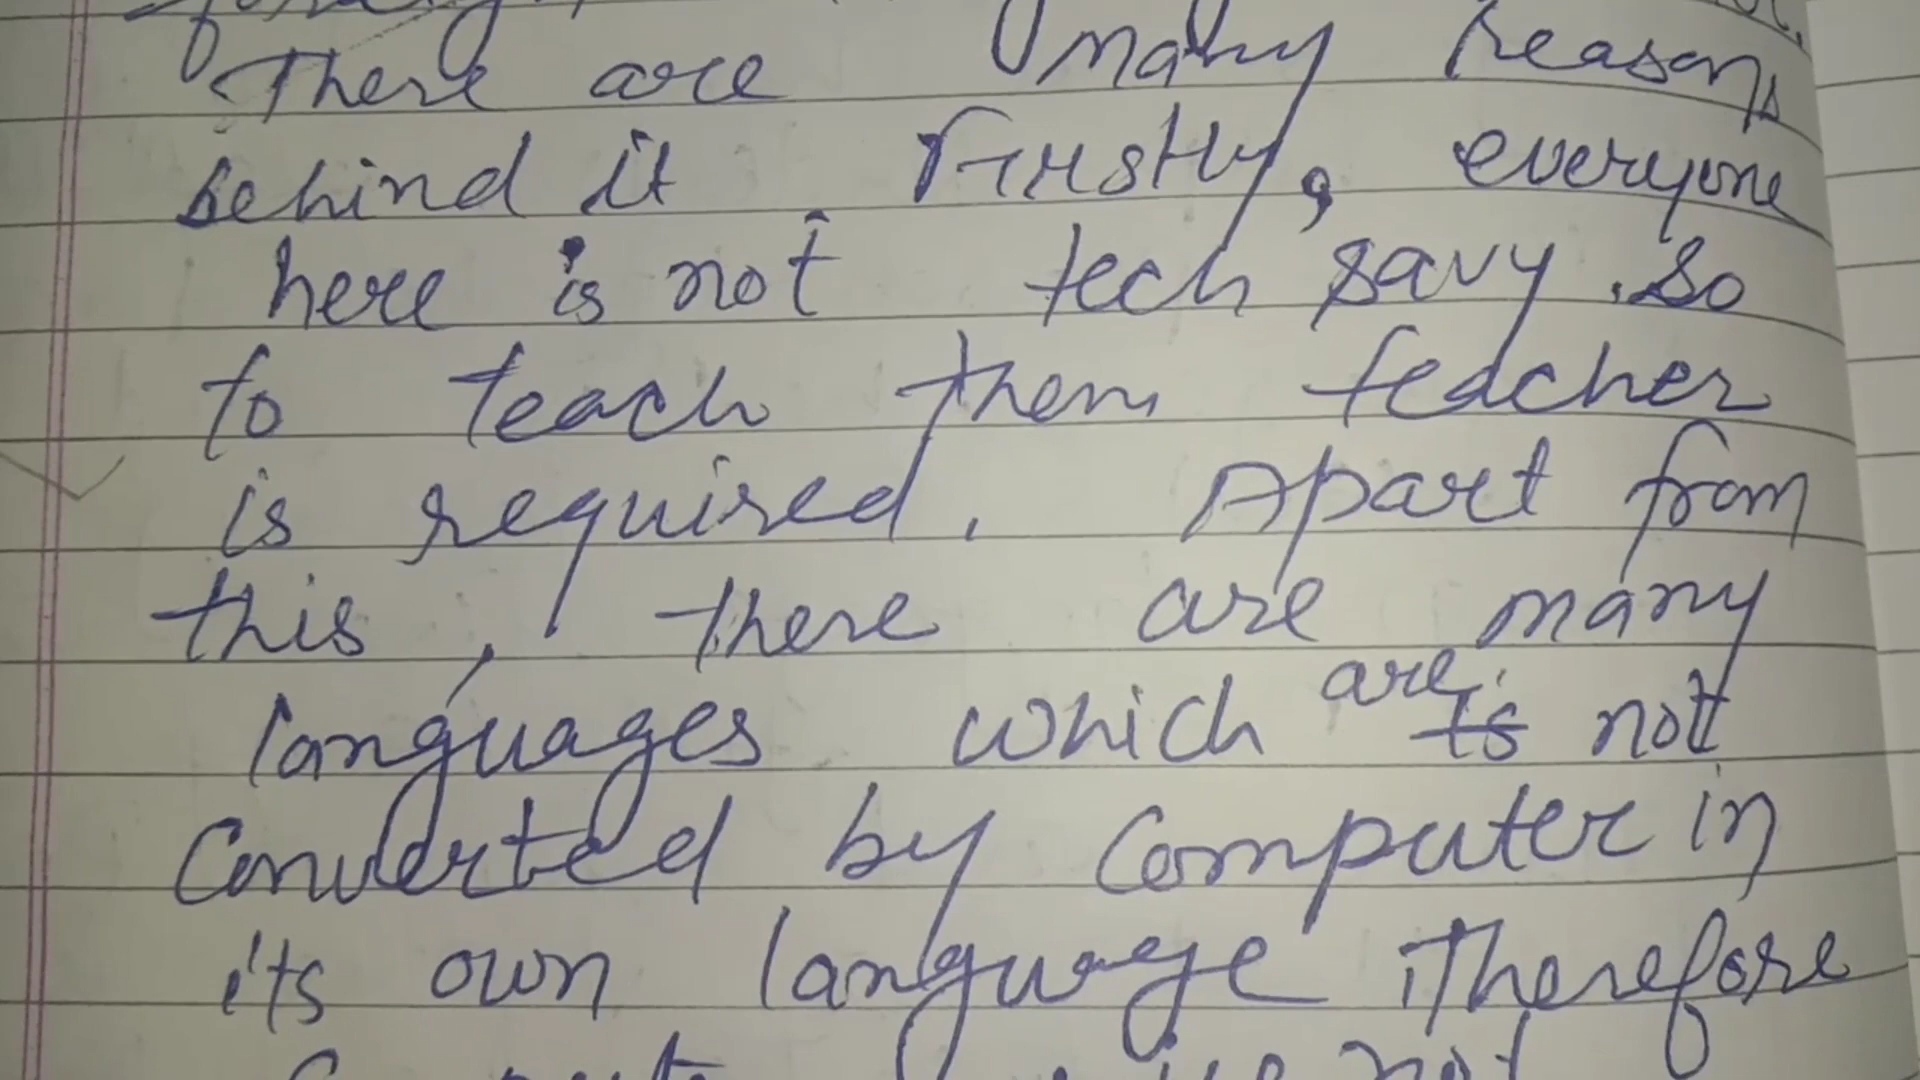 There are many reasons
behind it Firstly, everyone
here is not tech savy. So
to teach them teacher
is required. Apart from
this, there are many
languages which are is not
Converted by Computer in
its own language Therefore
not